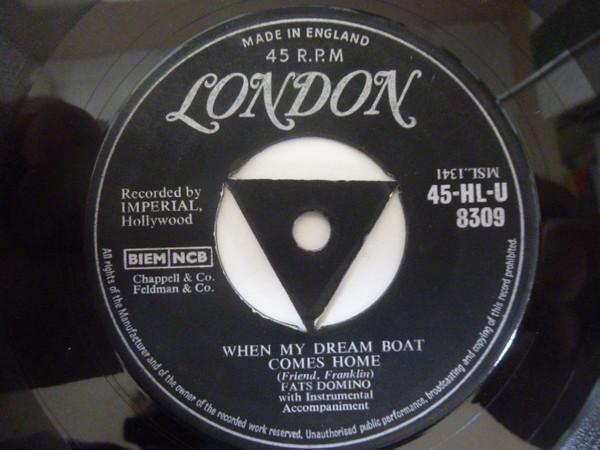 MADE IN ENGLAND
45 R.P.M
LONDON
MSL.1341
45-HL-U
8309
Recorded by
IMPERIAL,
Hollywood
BIEM NCB
Chappell & Co.
Feldman & Co.
WHEN MY DREAM BOAT
COMES HOME
(Friend, Franklin)
FATS DOMINO
with Instrumental
Accompaniment
All rights of the Manufacturer and of the owner of the recorded work reserved. Unauthorised public performance, broadcasting and copying of this record prohibited.